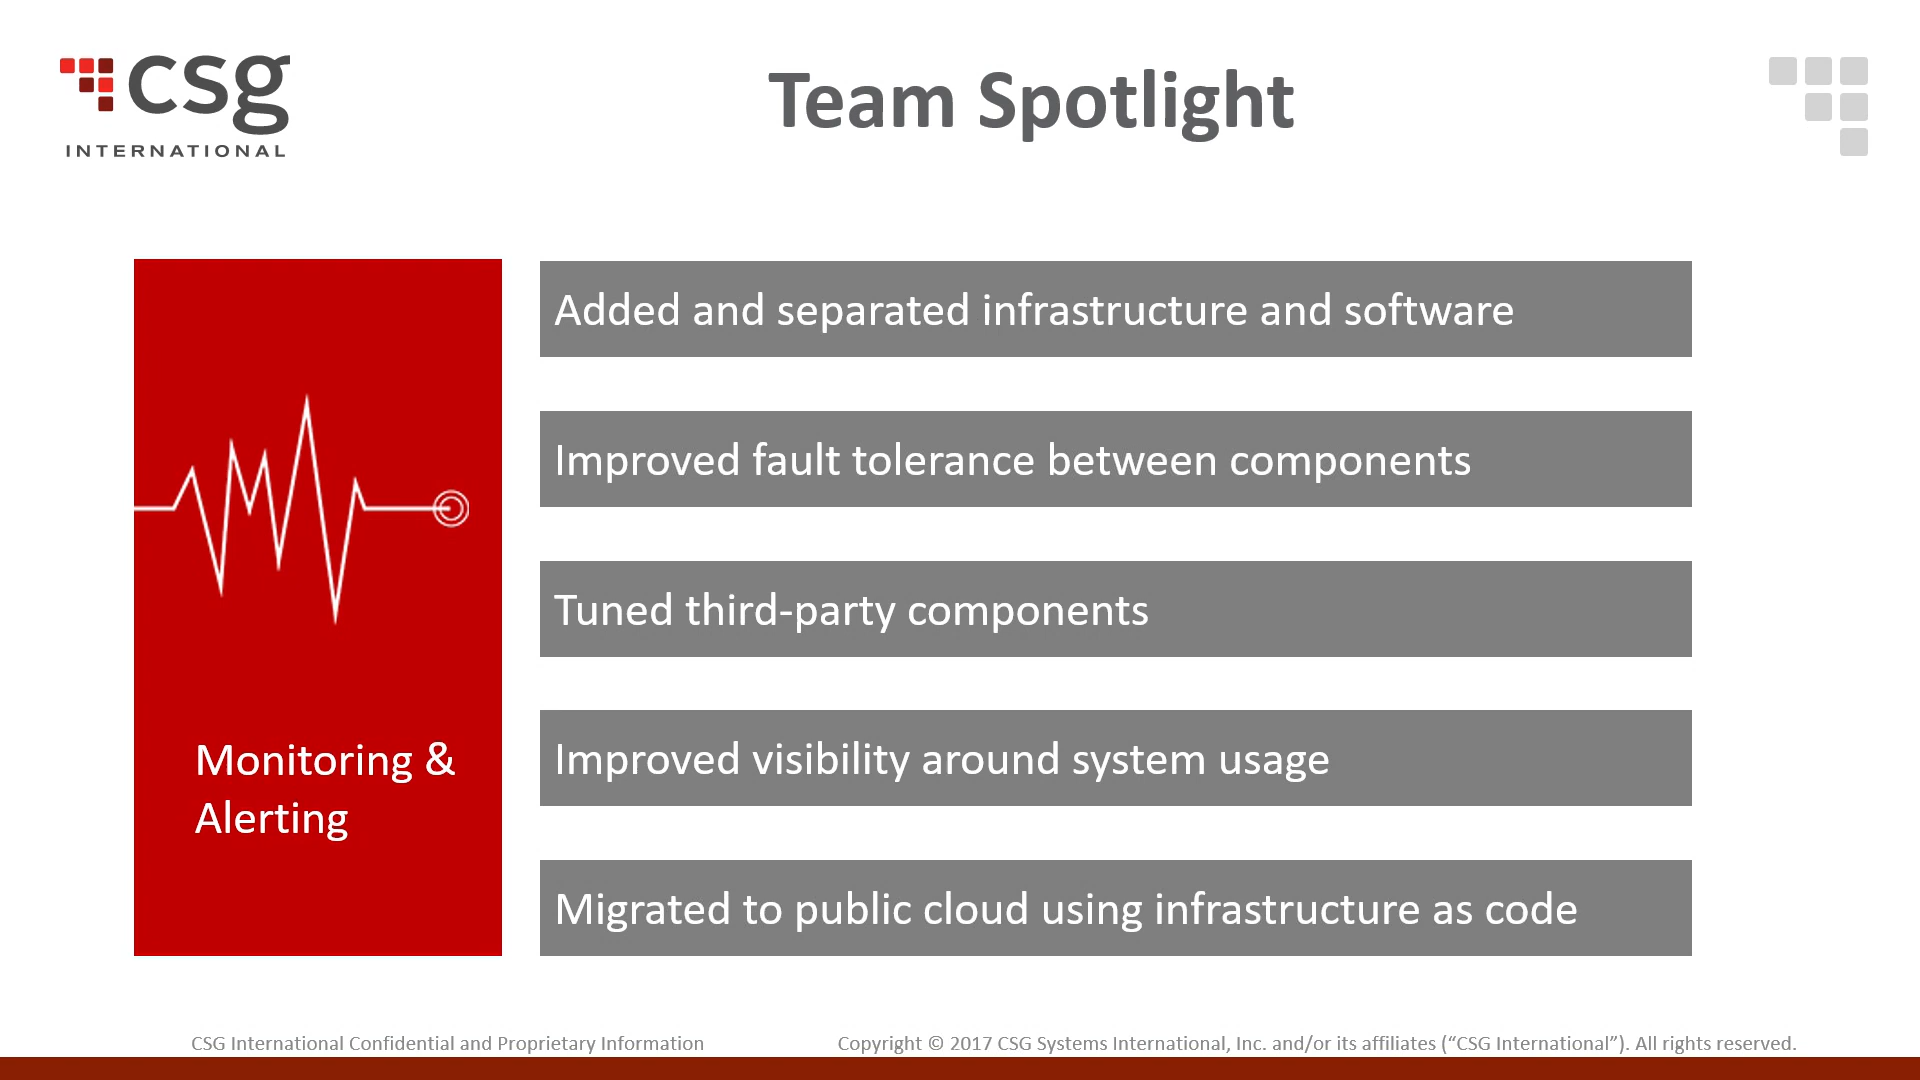 csg
INTERNATIONAL
Team Spotlight
Monitoring &
Alerting
Added and separated infrastructure and software
Improved fault tolerance between components
Tuned third-party components
Improved visibility around system usage
Migrated to public cloud using infrastructure as code
CSG International Confidential and Proprietary Information
Copyright © 2017 CSG Systems International, Inc. and/or its affiliates (“CSG International”). All rights reserved.